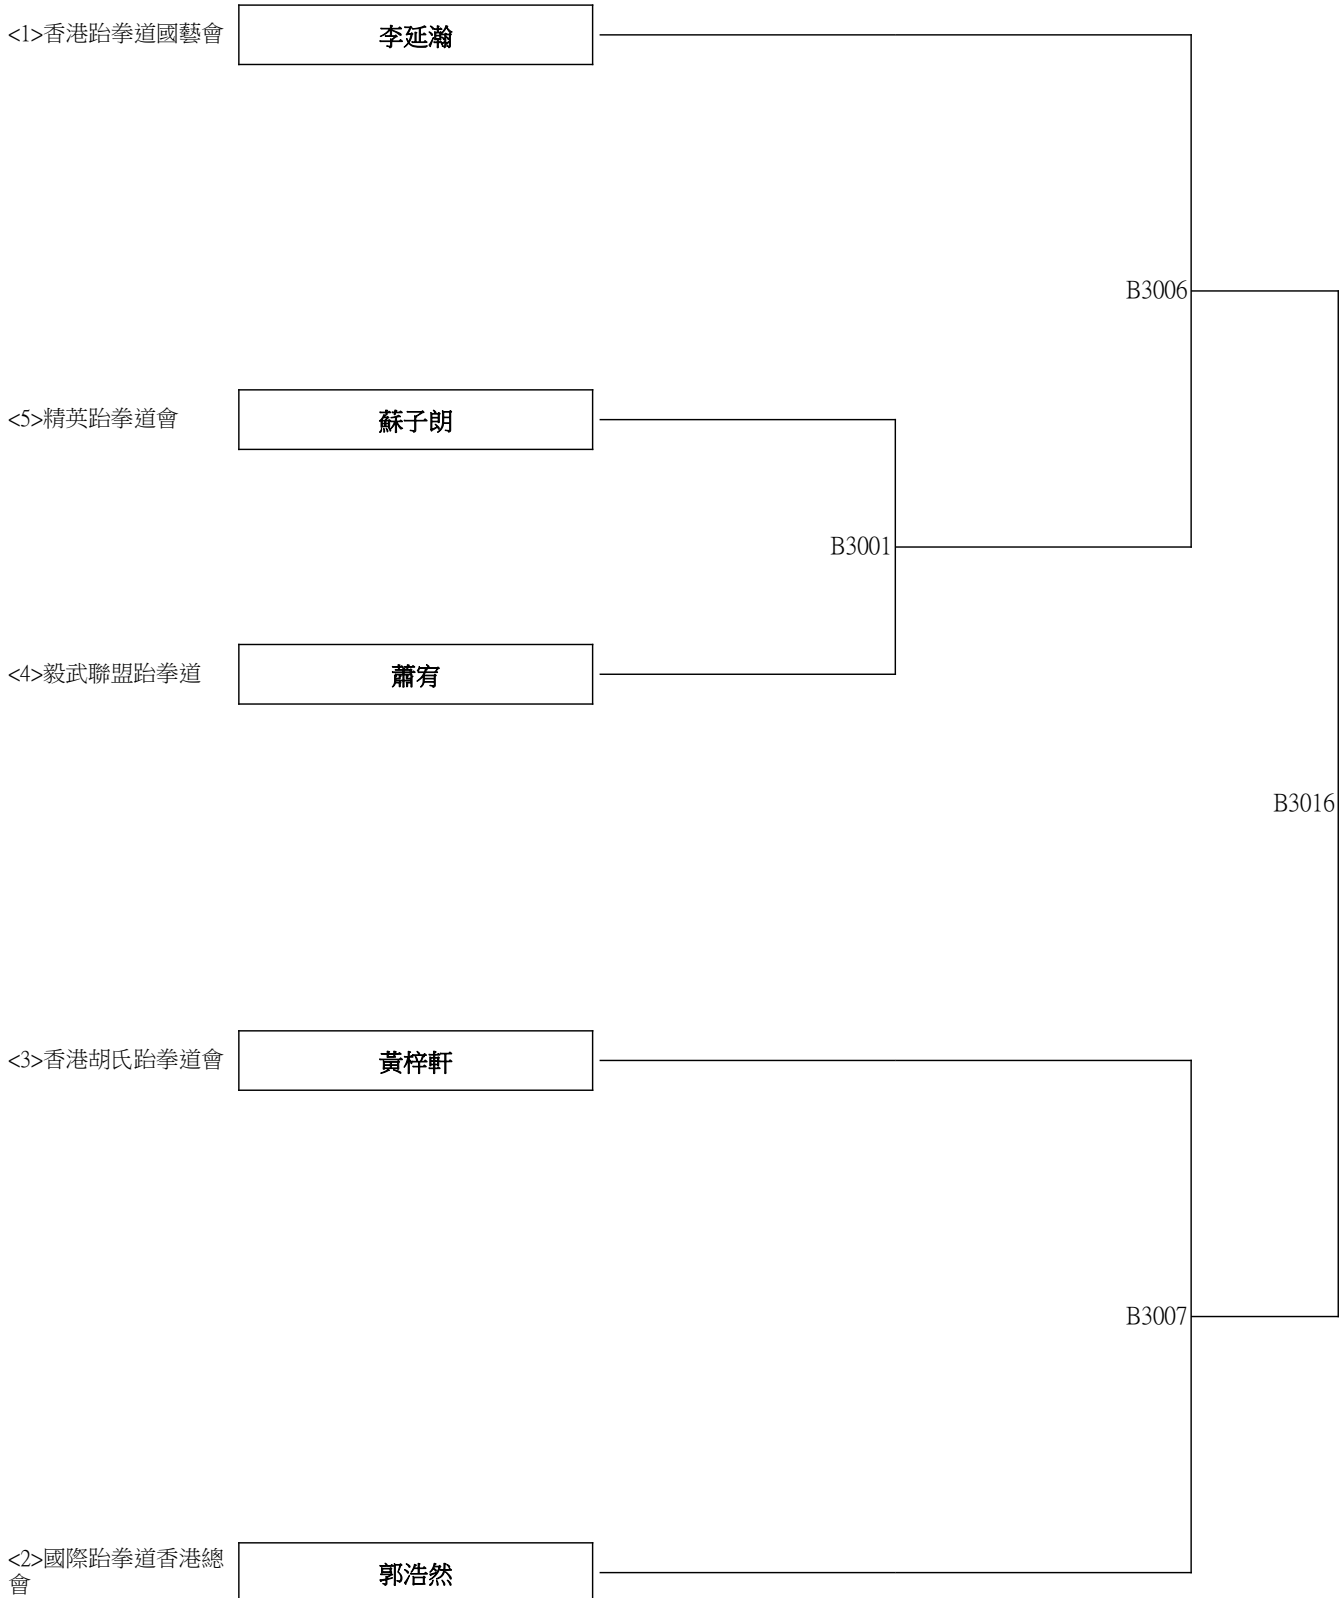 <1>香港跆拳道國藝會
李延瀚
B3006
<5>精英跆拳道會
蘇子朗
B3001
<4>毅武聯盟跆拳道
蕭宥
B3016
<3>香港胡氏跆拳道會
黃梓軒
B3007
<2>國際跆拳道香港總
會
郭浩然